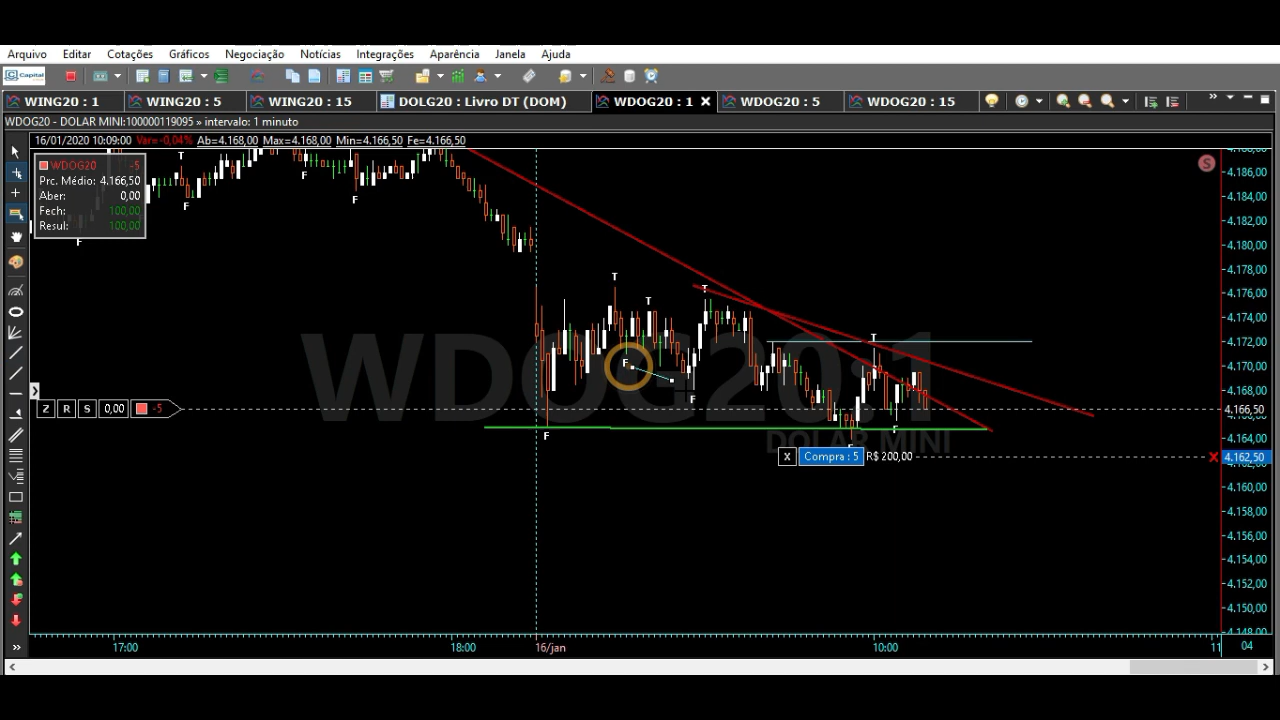 Arquivo Editar Cotações Gráficos Negociação Notícias Integrações Aparência Janela Ajuda
Capital
WING20 : 1 WING20 : 5 WING20 : 15 DOLG20 : Livro DT (DOM) WDOG20 : 1 WDOG20 : 5 WDOG20 : 15
WDOG20 - DOLAR MINI:100000119095 » intervalo: 1 minuto
16/01/2020 10:09:00 Var=-0,04% Ab=4.168,00 Max=4.168,00 Min=4.166,50 Fe=4.166,50
WDOG20 -5
Prc. Médio: 4.166,50
Aber: 0,00
Fech: 100,00
Resul: 100,00
S
T
F
F
F
F
T
T
T
T
F
F
F
F
F
WDOG20:1
DOLAR MINI
Z R S 0,00 -5
X Compra : 5 R$ 200,00
4.186,00
4.184,00
4.182,00
4.180,00
4.178,00
4.176,00
4.174,00
4.172,00
4.170,00
4.168,00
4.166,50
4.164,00
4.162,50
4.160,00
4.158,00
4.156,00
4.154,00
4.152,00
4.150,00
4.148,00
17:00 18:00 16/jan 10:00 11 04